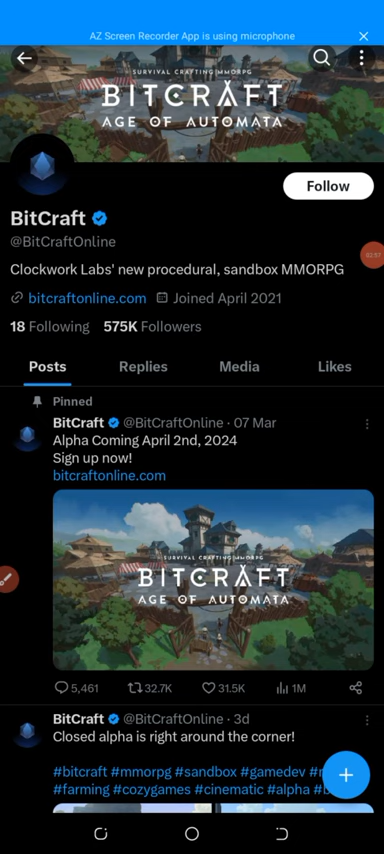 AZ Screen Recorder App is using microphone
SURVIVAL CRAFTING MMORPG
BITCRAFT
AGE OF AUTOMATA
Follow
BitCraft
@BitCraftOnline
02:57
Clockwork Labs' new procedural, sandbox MMORPG
bitcraftonline.com Joined April 2021
18 Following 575K Followers
Posts Replies Media Likes
Pinned
BitCraft @BitCraftOnline · 07 Mar
Alpha Coming April 2nd, 2024
Sign up now!
bitcraftonline.com
SURVIVAL CRAFTING MMORPG
BITCRAFT
AGE OF AUTOMATA
5,461 32.7K 31.5K 1M
BitCraft @BitCraftOnline · 3d
Closed alpha is right around the corner!
#bitcraft #mmorpg #sandbox #gamedev
#farming #cozygames #cinematic #alpha